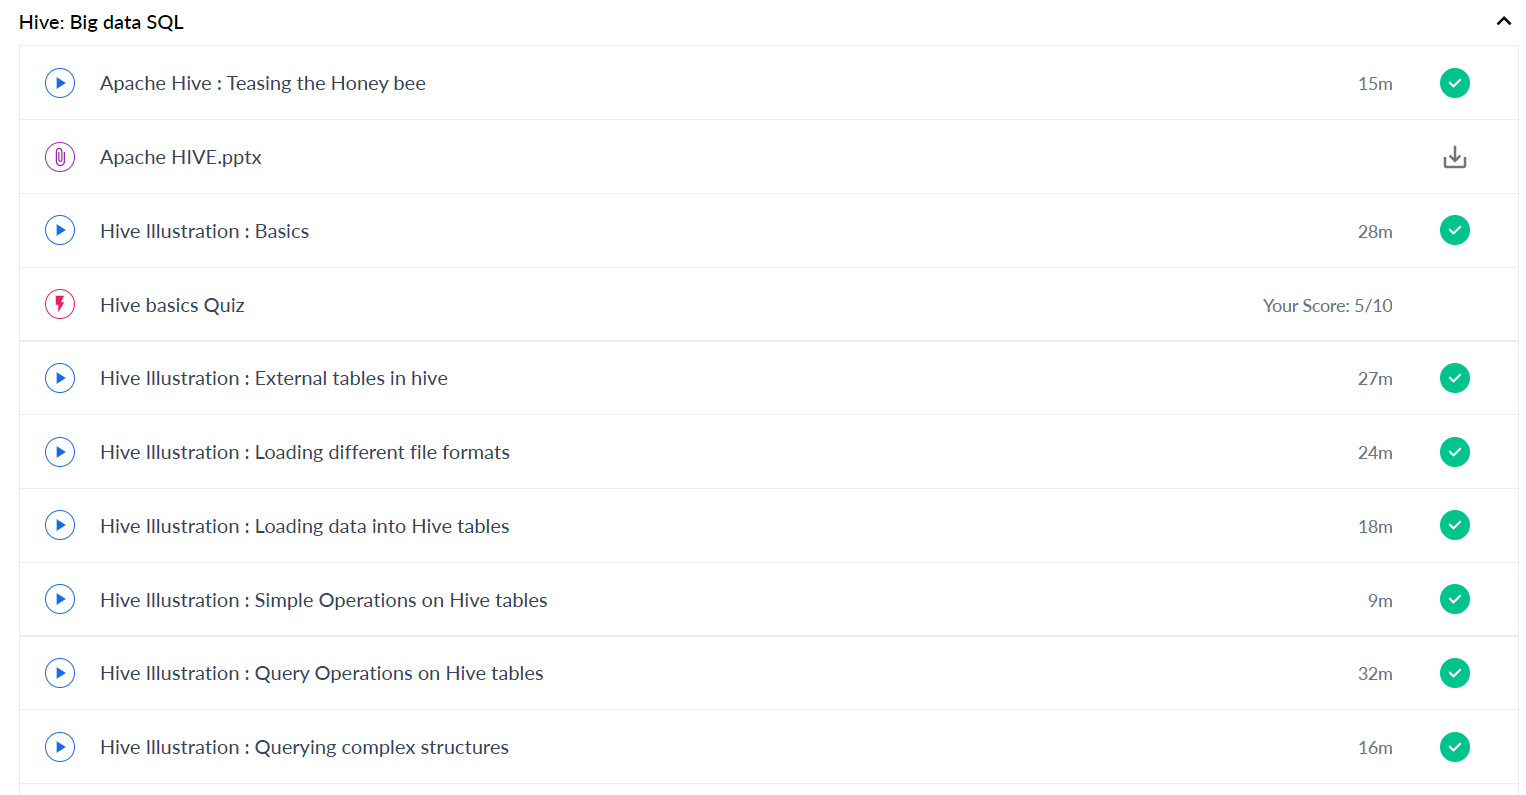 Hive: Big data SQL
Apache Hive : Teasing the Honey bee 15m
Apache HIVE.pptx
Hive Illustration : Basics 28m
Hive basics Quiz Your Score: 5/10
Hive Illustration : External tables in hive 27m
Hive Illustration : Loading different file formats 24m
Hive Illustration : Loading data into Hive tables 18m
Hive Illustration : Simple Operations on Hive tables 9m
Hive Illustration : Query Operations on Hive tables 32m
Hive Illustration : Querying complex structures 16m